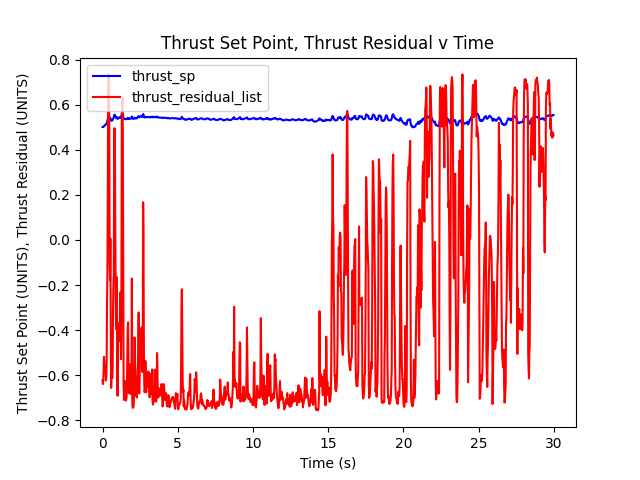 Thrust Set Point, Thrust Residual v Time
thrust_sp
thrust_residual_list
Thrust Set Point (UNITS), Thrust Residual (UNITS)
0.8
0.6
0.4
0.2
0.0
−0.2
−0.4
−0.6
−0.8
0 5 10 15 20 25 30
Time (s)